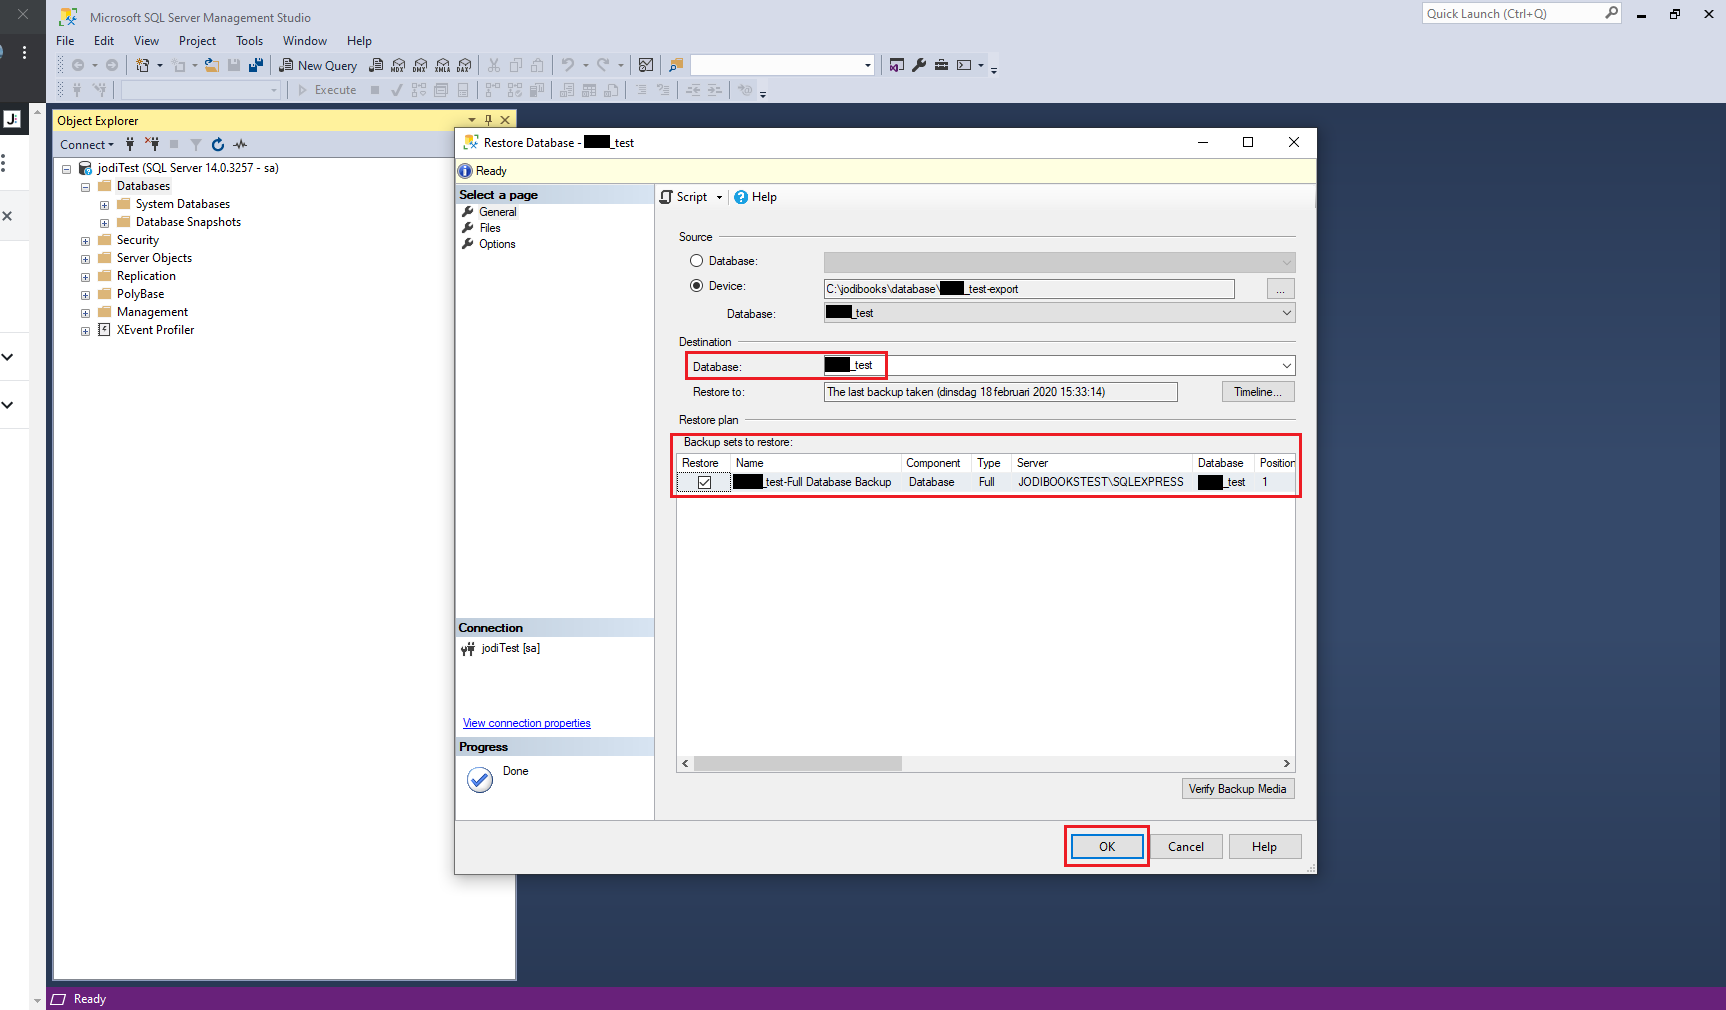 Microsoft SQL Server Management Studio
Quick Launch (Ctrl+Q)
File Edit View Project Tools Window Help
New Query MDX DMX XMLA DAX
Execute
J
Object Explorer
Connect
jodiTest (SQL Server 14.0.3257 - sa)
Databases
System Databases
Database Snapshots
Security
Server Objects
Replication
PolyBase
Management
XEvent Profiler
Restore Database - _test
Ready
Select a page
General
Files
Options
Script Help
Source
Database:
Device: C:\jodibooks\database\ _test-export ...
Database: _test
Destination
Database: _test
Restore to: The last backup taken (dinsdag 18 februari 2020 15:33:14) Timeline...
Restore plan
Backup sets to restore:
Restore Name Component Type Server Database Position
_test-Full Database Backup Database Full JODIBOOKSTEST\SQLEXPRESS _test 1
Connection
jodiTest [sa]
View connection properties
Progress
Done
Verify Backup Media
OK Cancel Help
Ready